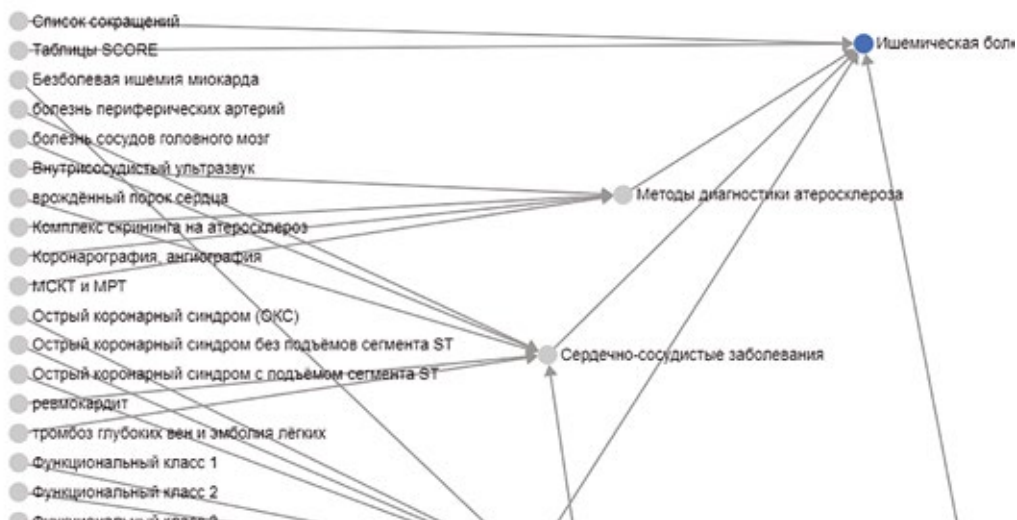 Список сокращений
Таблицы SCORE
Ишемическая
Безболевая ишемия миокарда
болезнь периферических артерий
болезнь сосудов головного мозг
Внутрисосудистый ультразвук
Методы диагностики атеросклероза
врождённый порок сердца
Комплекс скрининга на атеросклероз
Коронарография, ангиография
МСКТ и МРТ
Острый коронарный синдром (ОКС)
Острый коронарный синдром без подъёмов сегмента ST
Сердечно-сосудистые заболевания
Острый коронарный синдром с подъёмом сегмента ST
ревмокардит
тромбоз глубоких вен и эмболия лёгких
Функциональный класс 1
Функциональный класс 2